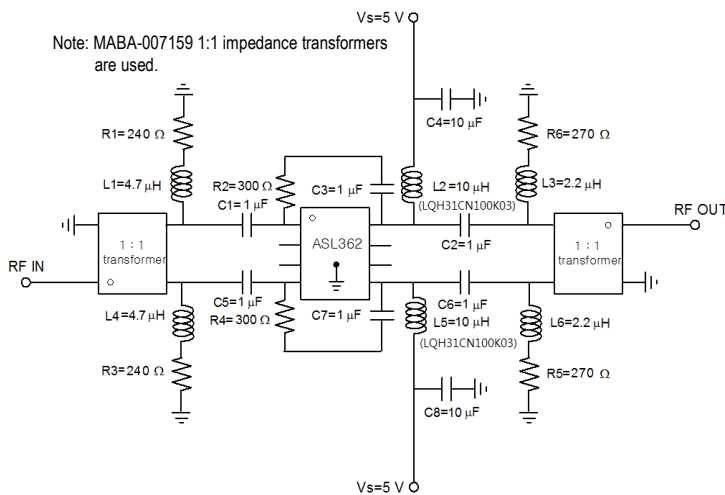 Vs=5 V
Note: MABA-007159 1:1 impedance transformers
are used.
C4=10 μF
R1=240 Ω
R6=270 Ω
L1=4.7 μH
R2=300 Ω
C3=1 μF
L2=10 μH
(LQH31CN100K03)
L3=2.2 μH
C1=1 μF
RF OUT
ASL362
C2=1 μF
1 : 1
transformer
1 : 1
transformer
RF IN
C5=1 μF
C6=1 μF
L4=4.7 μH
R4=300 Ω
C7=1 μF
L5=10 μH
(LQH31CN100K03)
L6=2.2 μH
R3=240 Ω
R5=270 Ω
C8=10 μF
Vs=5 V